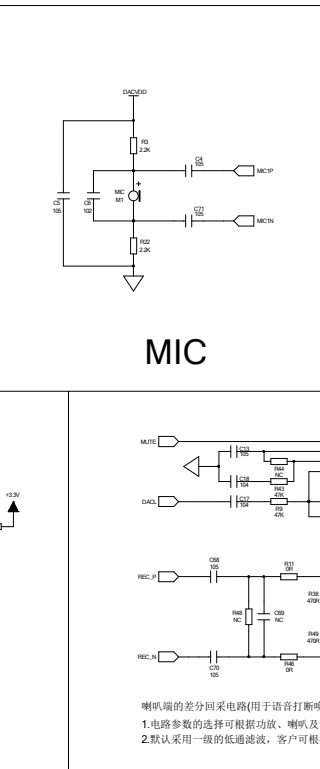 DACVDD
R3
2.2K
C4
105
MIC1P
MIC
M1
+
C5
105
C6
102
C71
105
MIC1N
R22
2.2K
MIC
+3.3V
MUTE
C13
105
R44
NC
C18
104
R43
47K
DACL
C17
104
R9
47K
REC_P
C68
105
R11
0R
R38
470R
R48
NC
C69
NC
R49
470R
REC_N
C70
105
R46
0R
喇叭端的差分回采电路(用于语音打断唤
1.电路参数的选择可根据功放、喇叭及
2.默认采用一级的低通滤波，客户可根